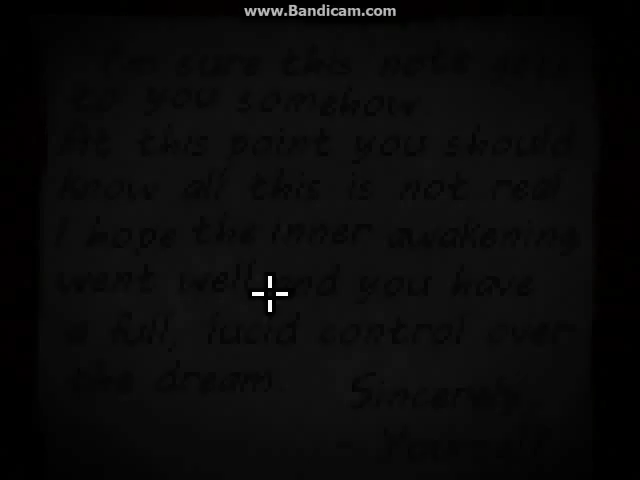 www.Bandicam.com
I'm sure this note got
to you somehow.
At this point you should
know all this is not real
I hope the inner awakening
went well and you have
a full, lucid control over
the dream.
Sincerely,
Yourself